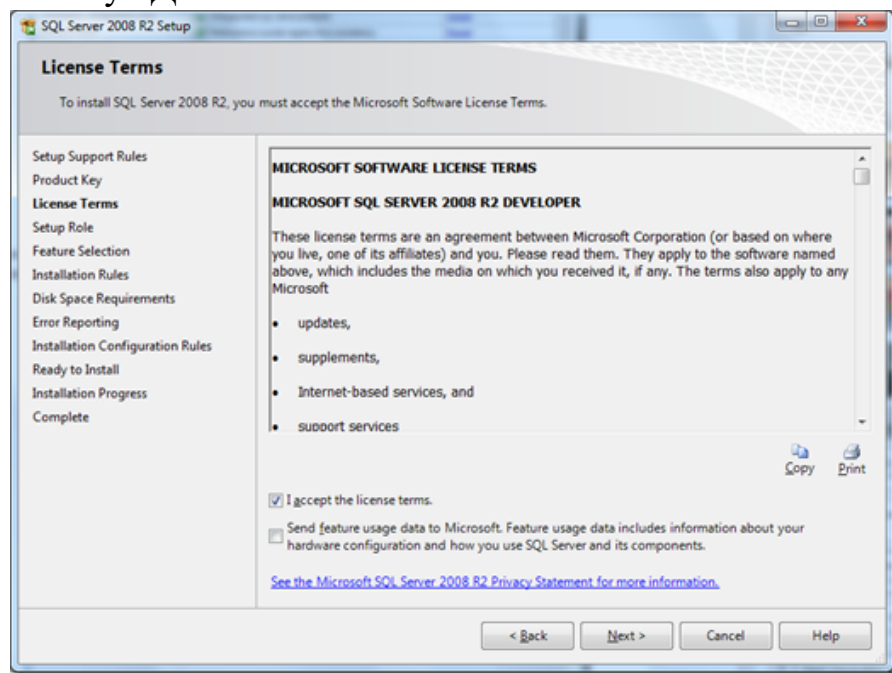 SQL Server 2008 R2 Setup
License Terms
To install SQL Server 2008 R2, you must accept the Microsoft Software License Terms.
Setup Support Rules
Product Key
License Terms
Setup Role
Feature Selection
Installation Rules
Disk Space Requirements
Error Reporting
Installation Configuration Rules
Ready to Install
Installation Progress
Complete
MICROSOFT SOFTWARE LICENSE TERMS
MICROSOFT SQL SERVER 2008 R2 DEVELOPER
These license terms are an agreement between Microsoft Corporation (or based on where
you live, one of its affiliates) and you. Please read them. They apply to the software named
above, which includes the media on which you received it, if any. The terms also apply to any
Microsoft
• updates,
• supplements,
• Internet-based services, and
• support services
Copy Print
I accept the license terms.
Send feature usage data to Microsoft. Feature usage data includes information about your
hardware configuration and how you use SQL Server and its components.
See the Microsoft SQL Server 2008 R2 Privacy Statement for more information.
< Back Next > Cancel Help